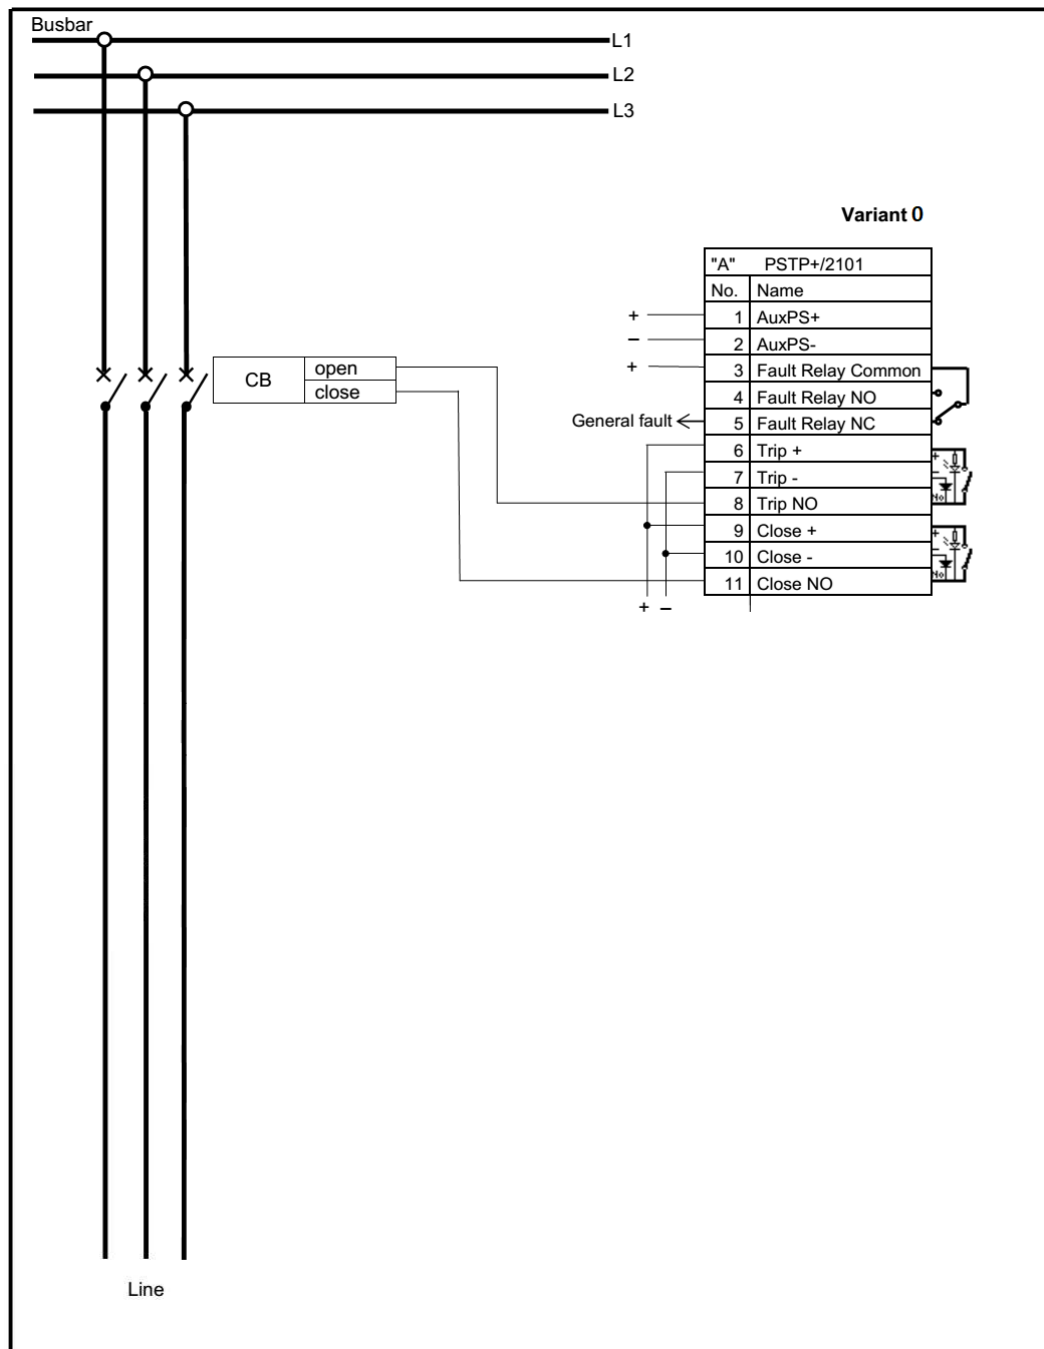 Busbar
L1
L2
L3
Variant 0
"A" PSTP+/2101
No. Name
+ 1 AuxPS+
− 2 AuxPS-
+ 3 Fault Relay Common
4 Fault Relay NO
General fault 5 Fault Relay NC
6 Trip +
7 Trip -
8 Trip NO
9 Close +
10 Close -
11 Close NO
+ −
CB
open
close
+
No
+
No
Line